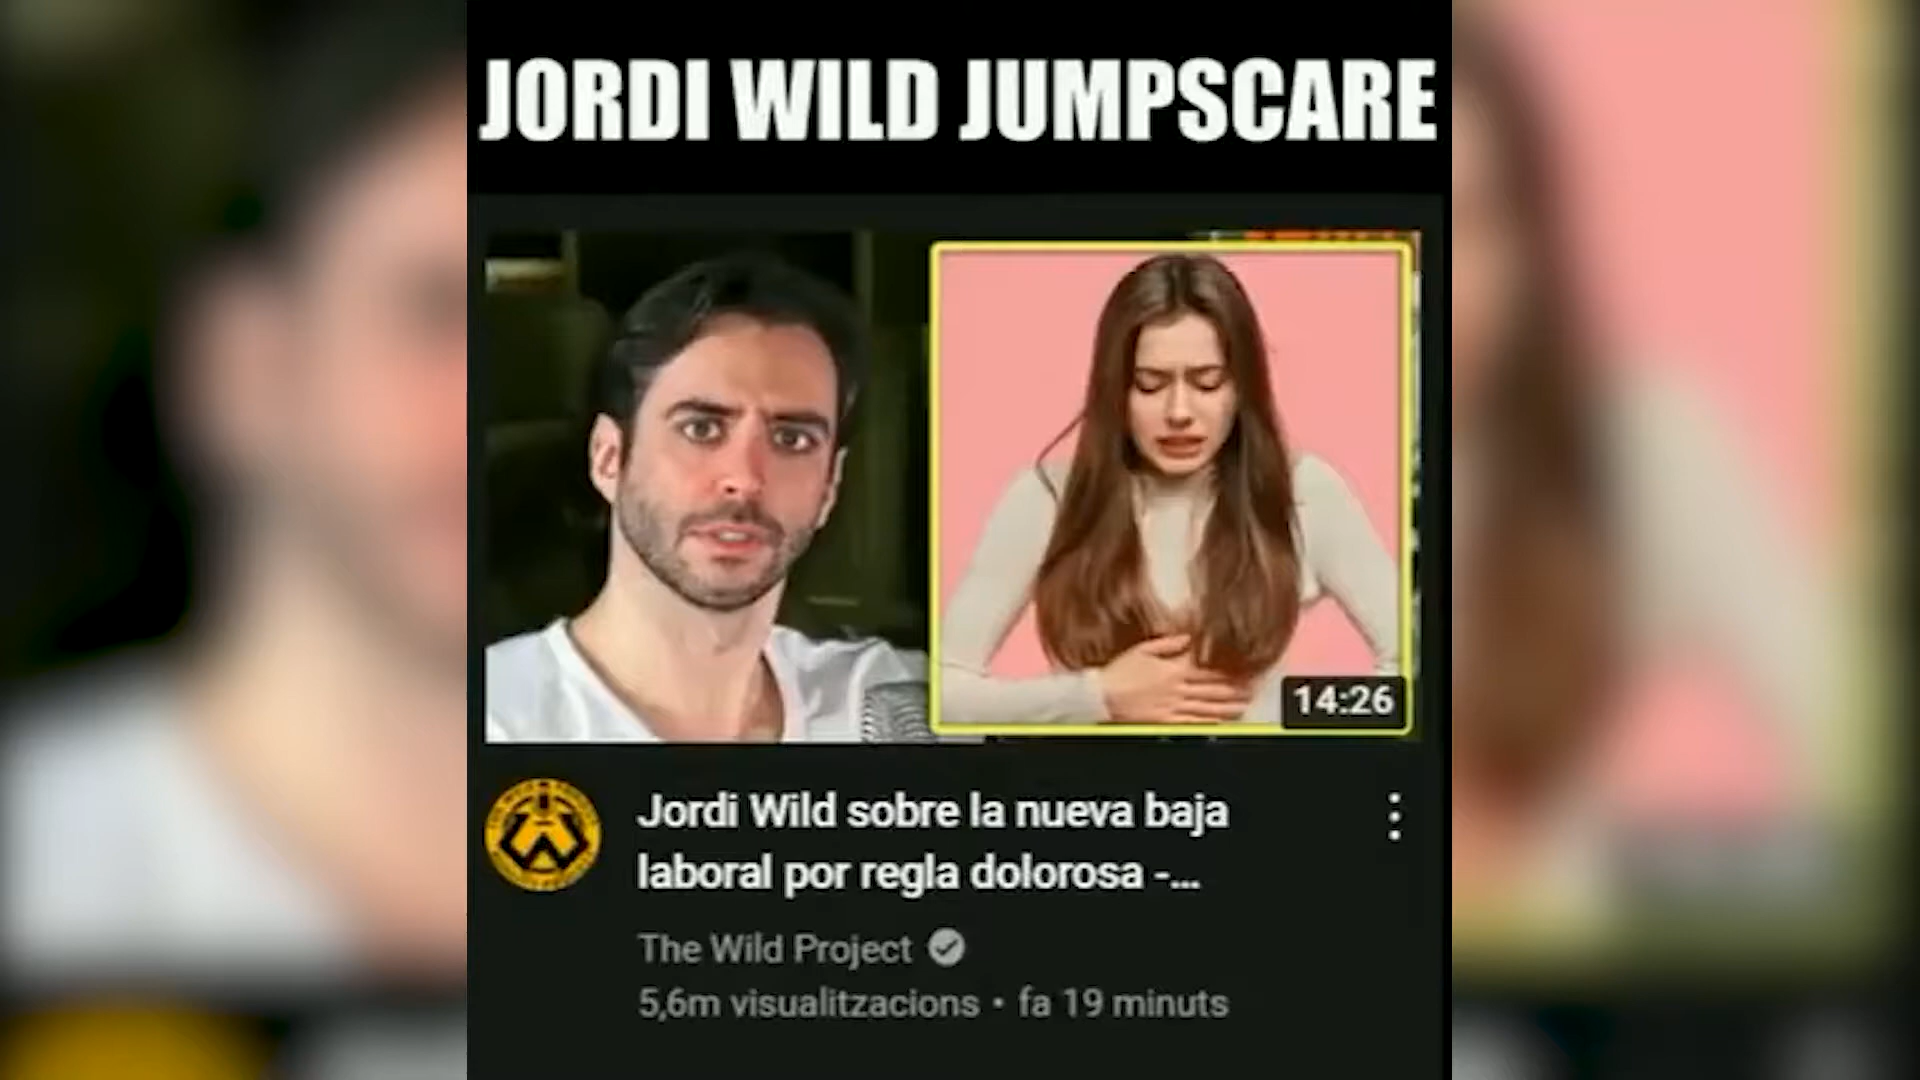 JORDI WILD JUMPSCARE
14:26
Jordi Wild sobre la nueva baja
laboral por regla dolorosa -...
The Wild Project
5,6m visualitzacions • fa 19 minuts